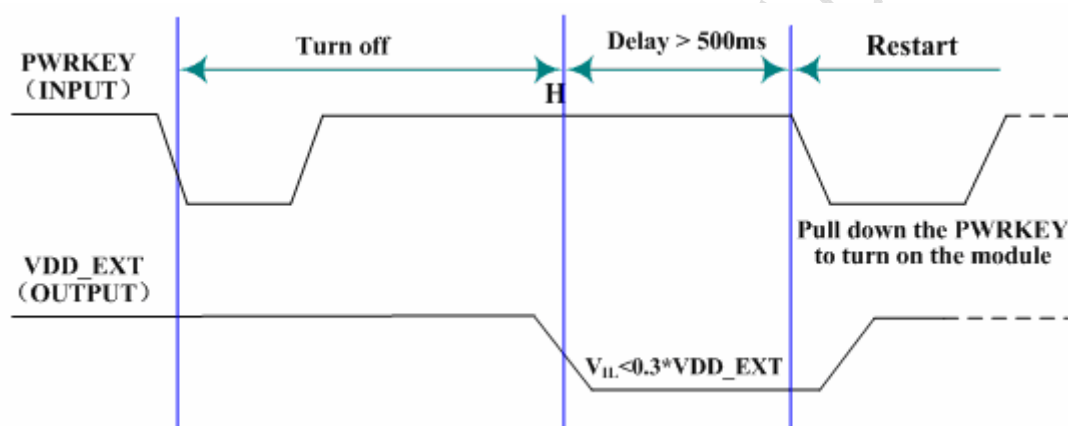 Turn off
Delay > 500ms
Restart
PWRKEY
（INPUT）
H
Pull down the PWRKEY
to turn on the module
VDD_EXT
（OUTPUT）
VIL<0.3*VDD_EXT